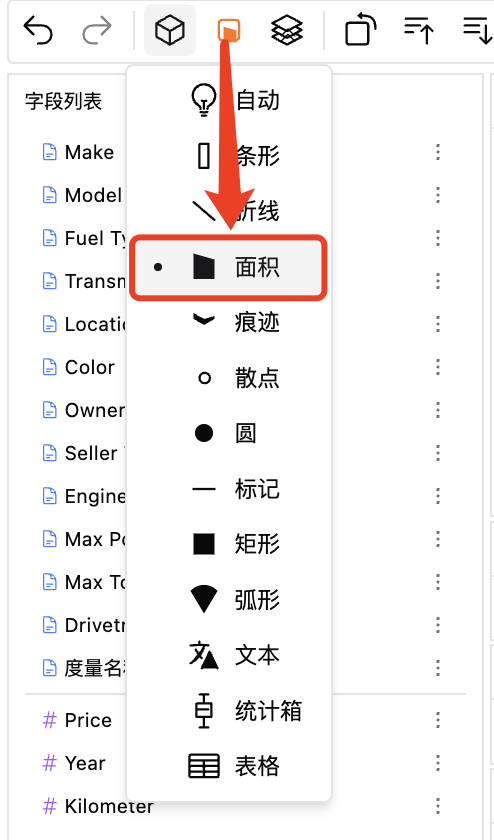 字段列表
自动
Make
条形
Model
折线
Fuel Ty
面积
Transm
痕迹
Locatio
散点
Color
圆
Owner
Seller
标记
Engine
矩形
Max Po
弧形
Max To
Drivetr
文本
度量名
统计箱
# Price
表格
# Year
# Kilometer